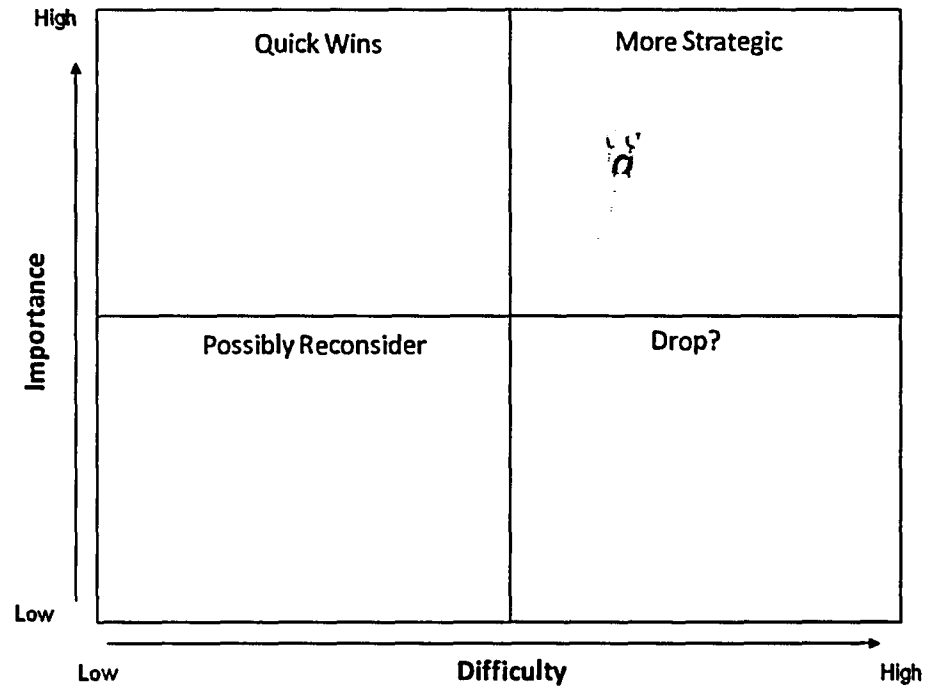 High
Quick Wins
More Strategic
Importance
Possibly Reconsider
Drop?
Low
Low
Difficulty
High